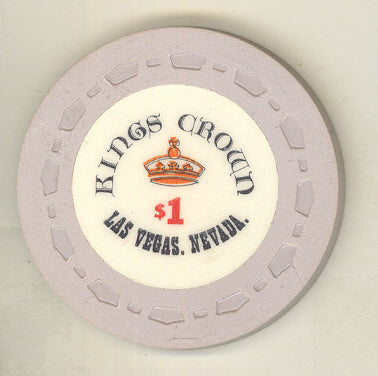 KINGS CROWN
$1
LAS VEGAS, NEVADA.